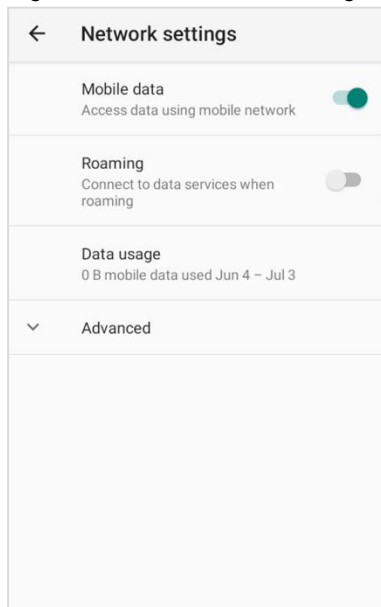 Network settings
Mobile data
Access data using mobile network
Roaming
Connect to data services when
roaming
Data usage
0 B mobile data used Jun 4 – Jul 3
Advanced